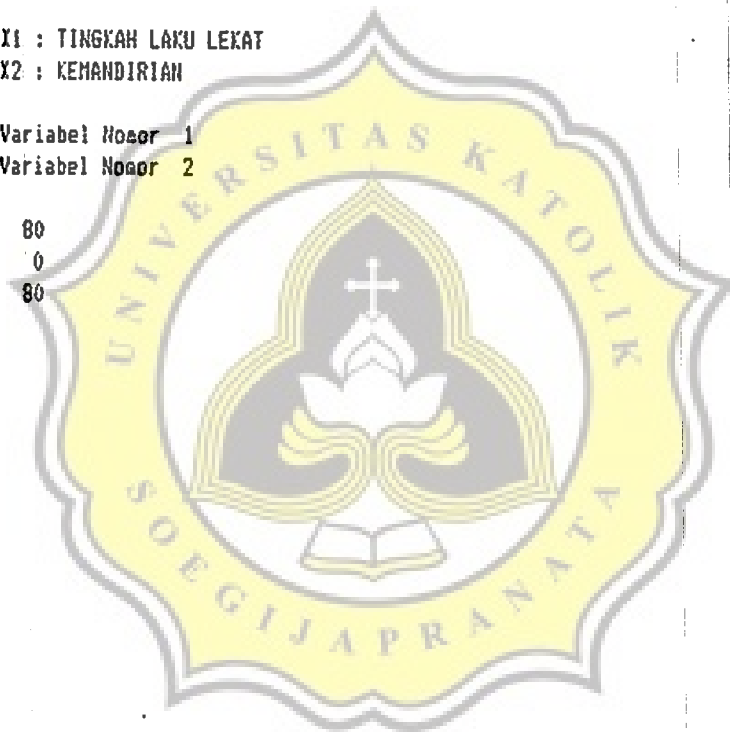 X1 : TINGKAH LAKU LEKAT
X2 : KEMANDIRIAN
Variabel Nomor 1
Variabel Nomor 2
80
0
80
UNIVERSITAS KATOLIK
SOEGIJAPRANATA